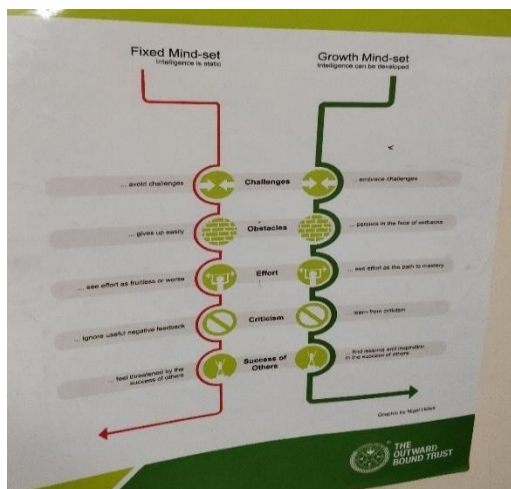 Fixed Mind-set
Intelligence is static
Growth Mind-set
Intelligence can be developed
... avoid challenges
Challenges
... embrace challenges
... gives up easily
Obstacles
... persists in the face of setbacks
... see effort as fruitless or worse
Effort
... see effort as the path to mastery
... ignore useful negative feedback
Criticism
... learn from criticism
... feel threatened by the
success of others
Success of
Others
... find lessons and inspiration
in the success of others
Graphic by Nigel Holmes
THE
OUTWARD
BOUND TRUST